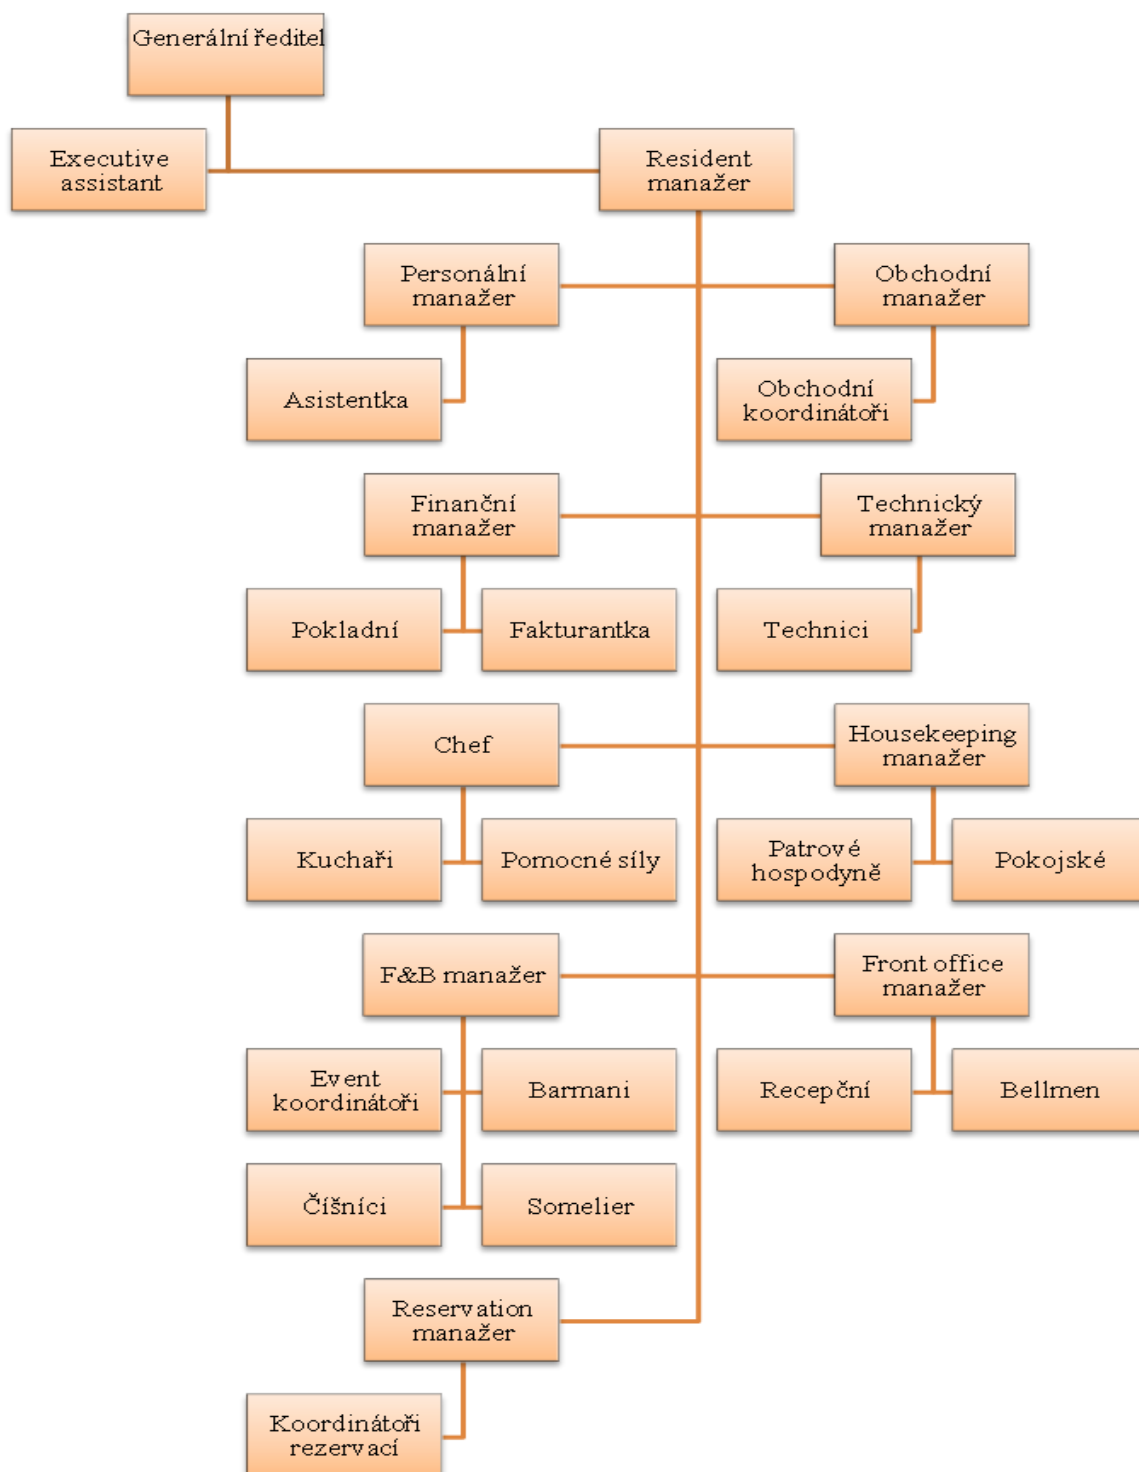 Generální ředitel
Executive
assistant
Resident
manažer
Personální
manažer
Obchodní
manažer
Asistentka
Obchodní
koordinátoři
Finanční
manažer
Technický
manažer
Pokladní
Fakturantka
Technici
Chef
Housekeeping
manažer
Kuchaři
Pomocné síly
Patrové
hospodyně
Pokojské
F&B manažer
Front office
manažer
Event
koordinátoři
Barmani
Recepční
Bellmen
Číšníci
Somelier
Reservation
manažer
Koordinátoři
rezervací